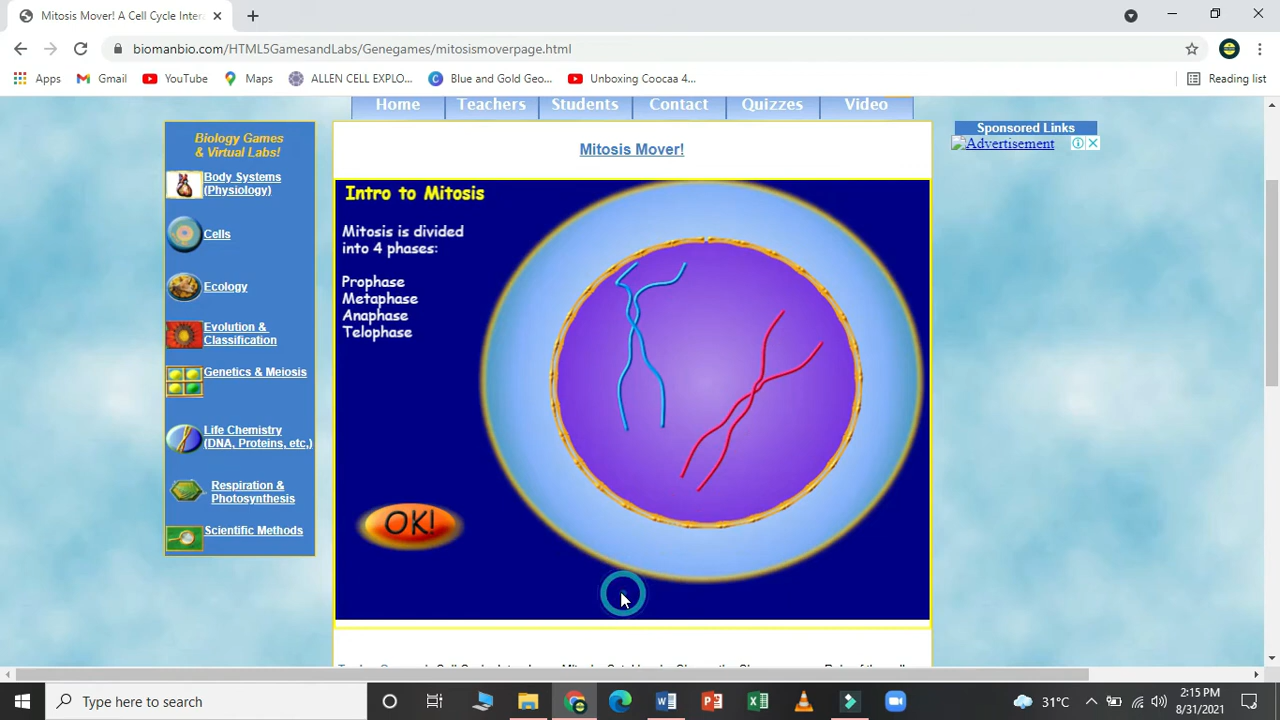 Mitosis Mover! A Cell Cycle Inter
biomanbio.com/HTML5GamesandLabs/Genegames/mitosismoverpage.html
Apps
Gmail
YouTube
Maps
ALLEN CELL EXPLO...
Blue and Gold Geo...
Unboxing Coocaa 4...
Reading list
Home
Teachers
Students
Contact
Quizzes
Video
Biology Games
& Virtual Labs!
Body Systems
(Physiology)
Cells
Ecology
Evolution &
Classification
Genetics & Meiosis
Life Chemistry
(DNA, Proteins, etc,)
Respiration &
Photosynthesis
Scientific Methods
Mitosis Mover!
Intro to Mitosis
Mitosis is divided
into 4 phases:
Prophase
Metaphase
Anaphase
Telophase
OK!
Sponsored Links
Advertisement
Type here to search
31°C
2:15 PM
8/31/2021